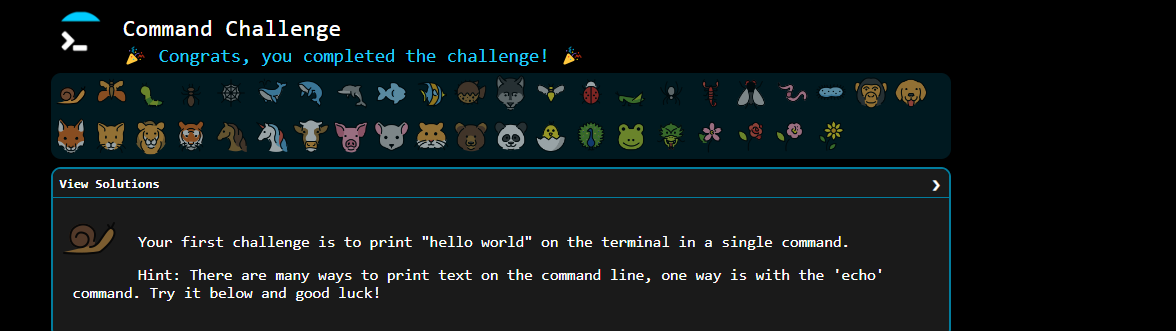 Command Challenge
🎉 Congrats, you completed the challenge! 🎉
View Solutions
Your first challenge is to print "hello world" on the terminal in a single command.
Hint: There are many ways to print text on the command line, one way is with the 'echo'
command. Try it below and good luck!